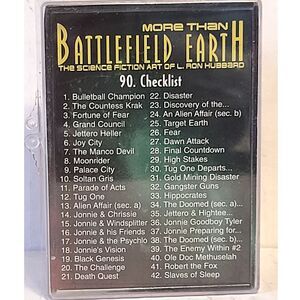 MORE THAN
BATTLEFIELD EARTH
THE SCIENCE FICTION ART OF L. RON HUBBARD
90. Checklist
1. Bulletball Champion
2. The Countess Krak
3. Fortune of Fear
4. Grand Council
5. Jettero Heller
6. Joy City
7. The Manco Devil
8. Moonrider
9. Palace City
10. Soltan Gris
11. Parade of Acts
12. Tug One
13. Alien Affair (sec. a)
14. Jonnie & Chrissie
15. Jonnie & Windsplitter
16. Jonnie & his Friends
17. Jonnie & the Psychlo
18. Jonnie's Vision
19. Black Genesis
20. The Challenge
21. Death Quest
22. Disaster
23. Discovery of the...
24. An Alien Affair (sec. b)
25. Target Earth
26. Fear
27. Dawn Attack
28. Final Countdown
29. High Stakes
30. Tug One Departs...
31. Gold Mining Disaster
32. Gangster Guns
33. Hippocrates
34. The Doomed (sec. a)...
35. Jettero & Hightee...
36. Jonnie Goodboy Tyler
37. Jonnie Preparing for...
38. The Doomed (sec. b)...
39. The Enemy Within #2
40. Ole Doc Methuselah
41. Robert the Fox
42. Slaves of Sleep